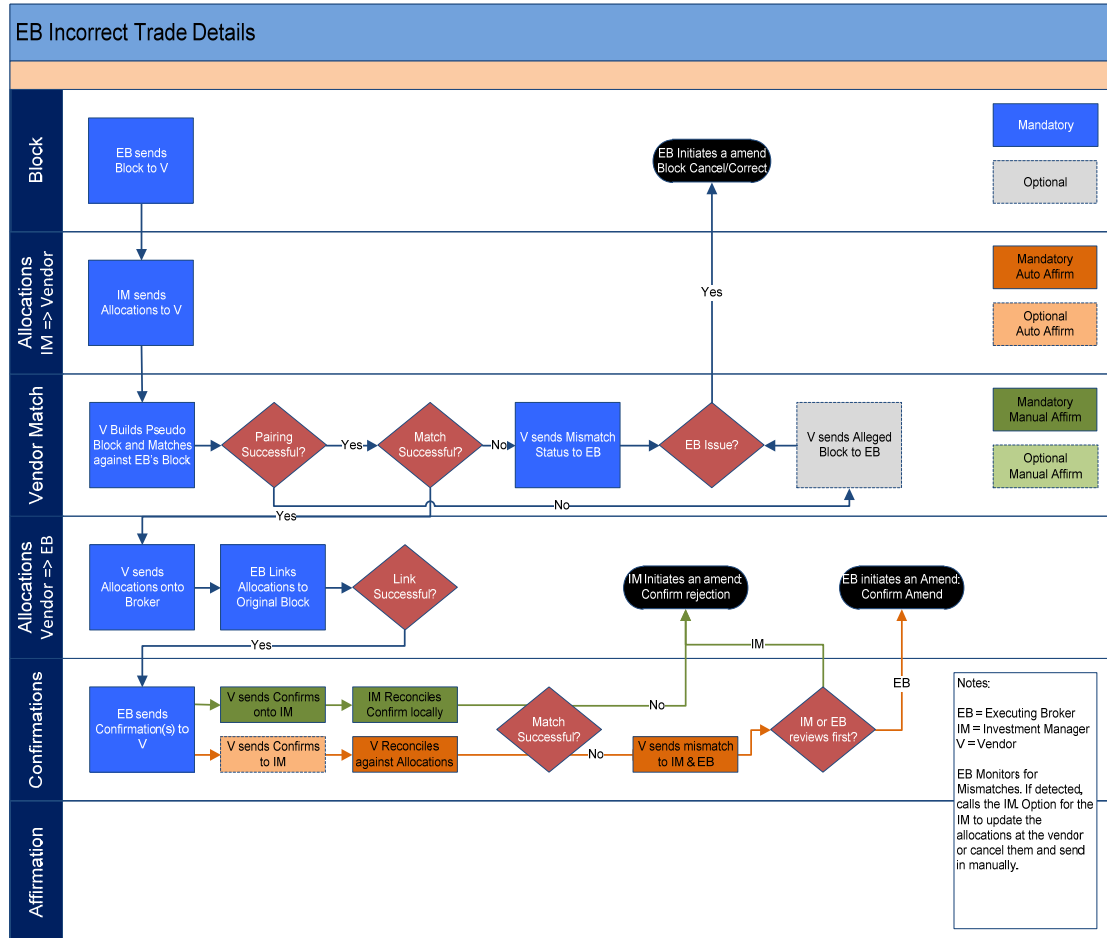 EB Incorrect Trade Details
Block
EB sends
Block to V
EB Initiates a amend
Block Cancel/Correct
Mandatory
Optional
Allocations
IM => Vendor
IM sends
Allocations to V
Yes
Mandatory
Auto Affirm
Optional
Auto Affirm
Vendor Match
V Builds Pseudo
Block and Matches
against EB's Block
Pairing
Successful?
Yes
Match
Successful?
No
V sends Mismatch
Status to EB
EB Issue?
V sends Alleged
Block to EB
Mandatory
Manual Affirm
Optional
Manual Affirm
No
Yes
Allocations
Vendor => EB
V sends
Allocations onto
Broker
EB Links
Allocations to
Original Block
Link
Successful?
IM Initiates an amend:
Confirm rejection
EB initiates an Amend:
Confirm Amend
Yes
IM
EB
Confirmations
EB sends
Confirmation(s) to
V
V sends Confirms
onto IM
IM Reconciles
Confirm locally
No
V sends Confirms
to IM
V Reconciles
against Allocations
Match
Successful?
No
V sends mismatch
to IM & EB
IM or EB
reviews first?
Affirmation
Notes:
EB = Executing Broker
IM = Investment Manager
V = Vendor
EB Monitors for
Mismatches. If detected,
calls the IM. Option for the
IM to update the
allocations at the vendor
or cancel them and send
in manually.